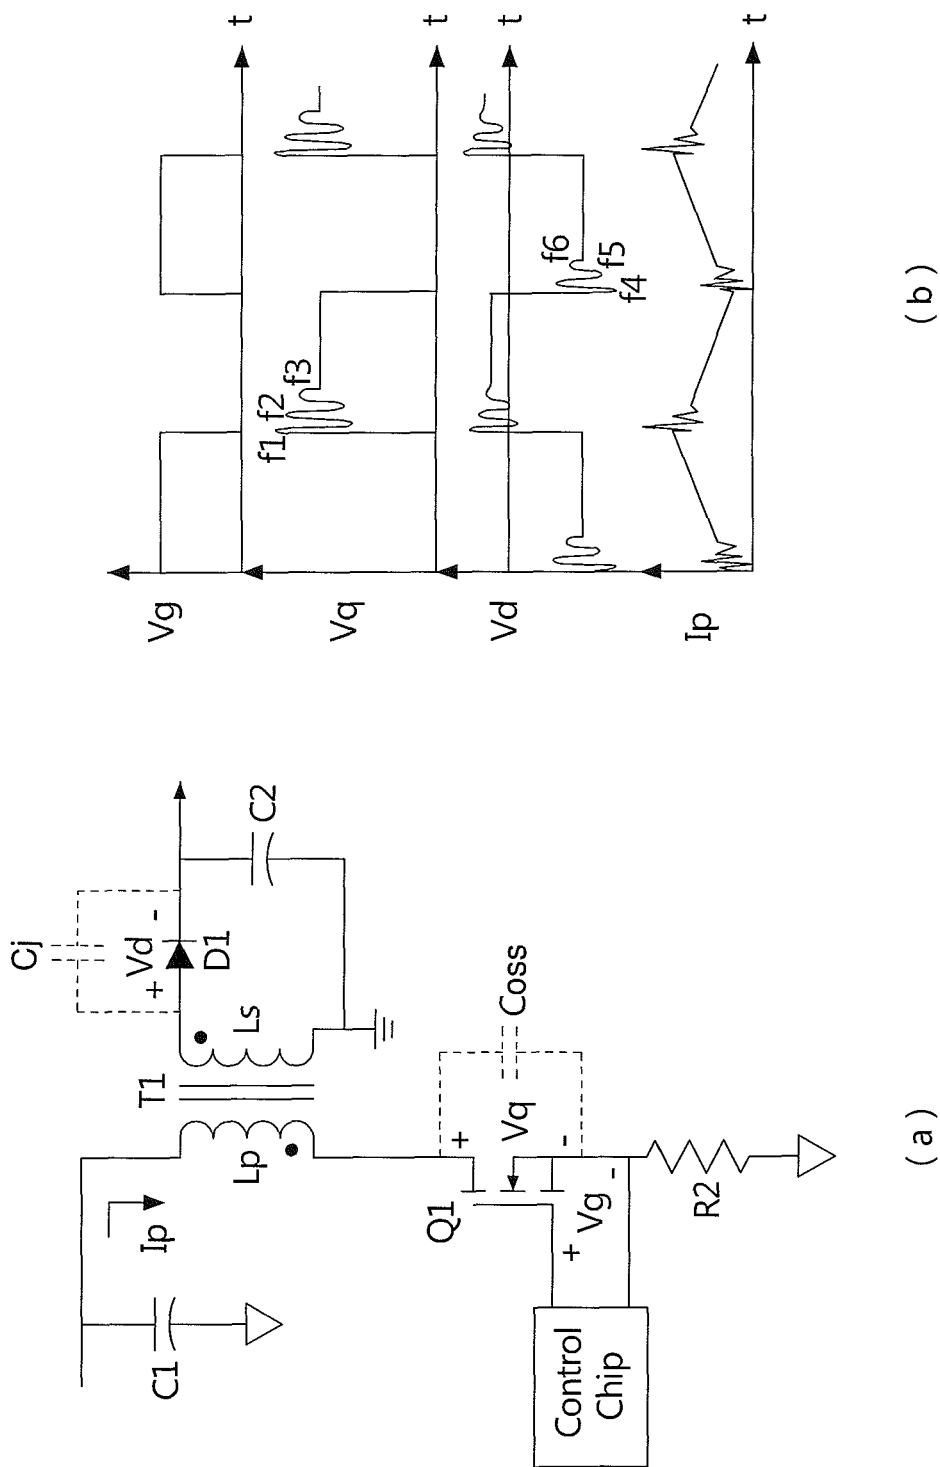 C1
Ip
Lp
T1
Ls
Cj
+ Vd -
D1
C2
Q1
+
Vq
-
Coss
+
Vg
-
R2
Control
Chip
( a )
Vg
t
Vq
f1
f2
f3
t
Vd
f4
f5
f6
t
Ip
t
( b )